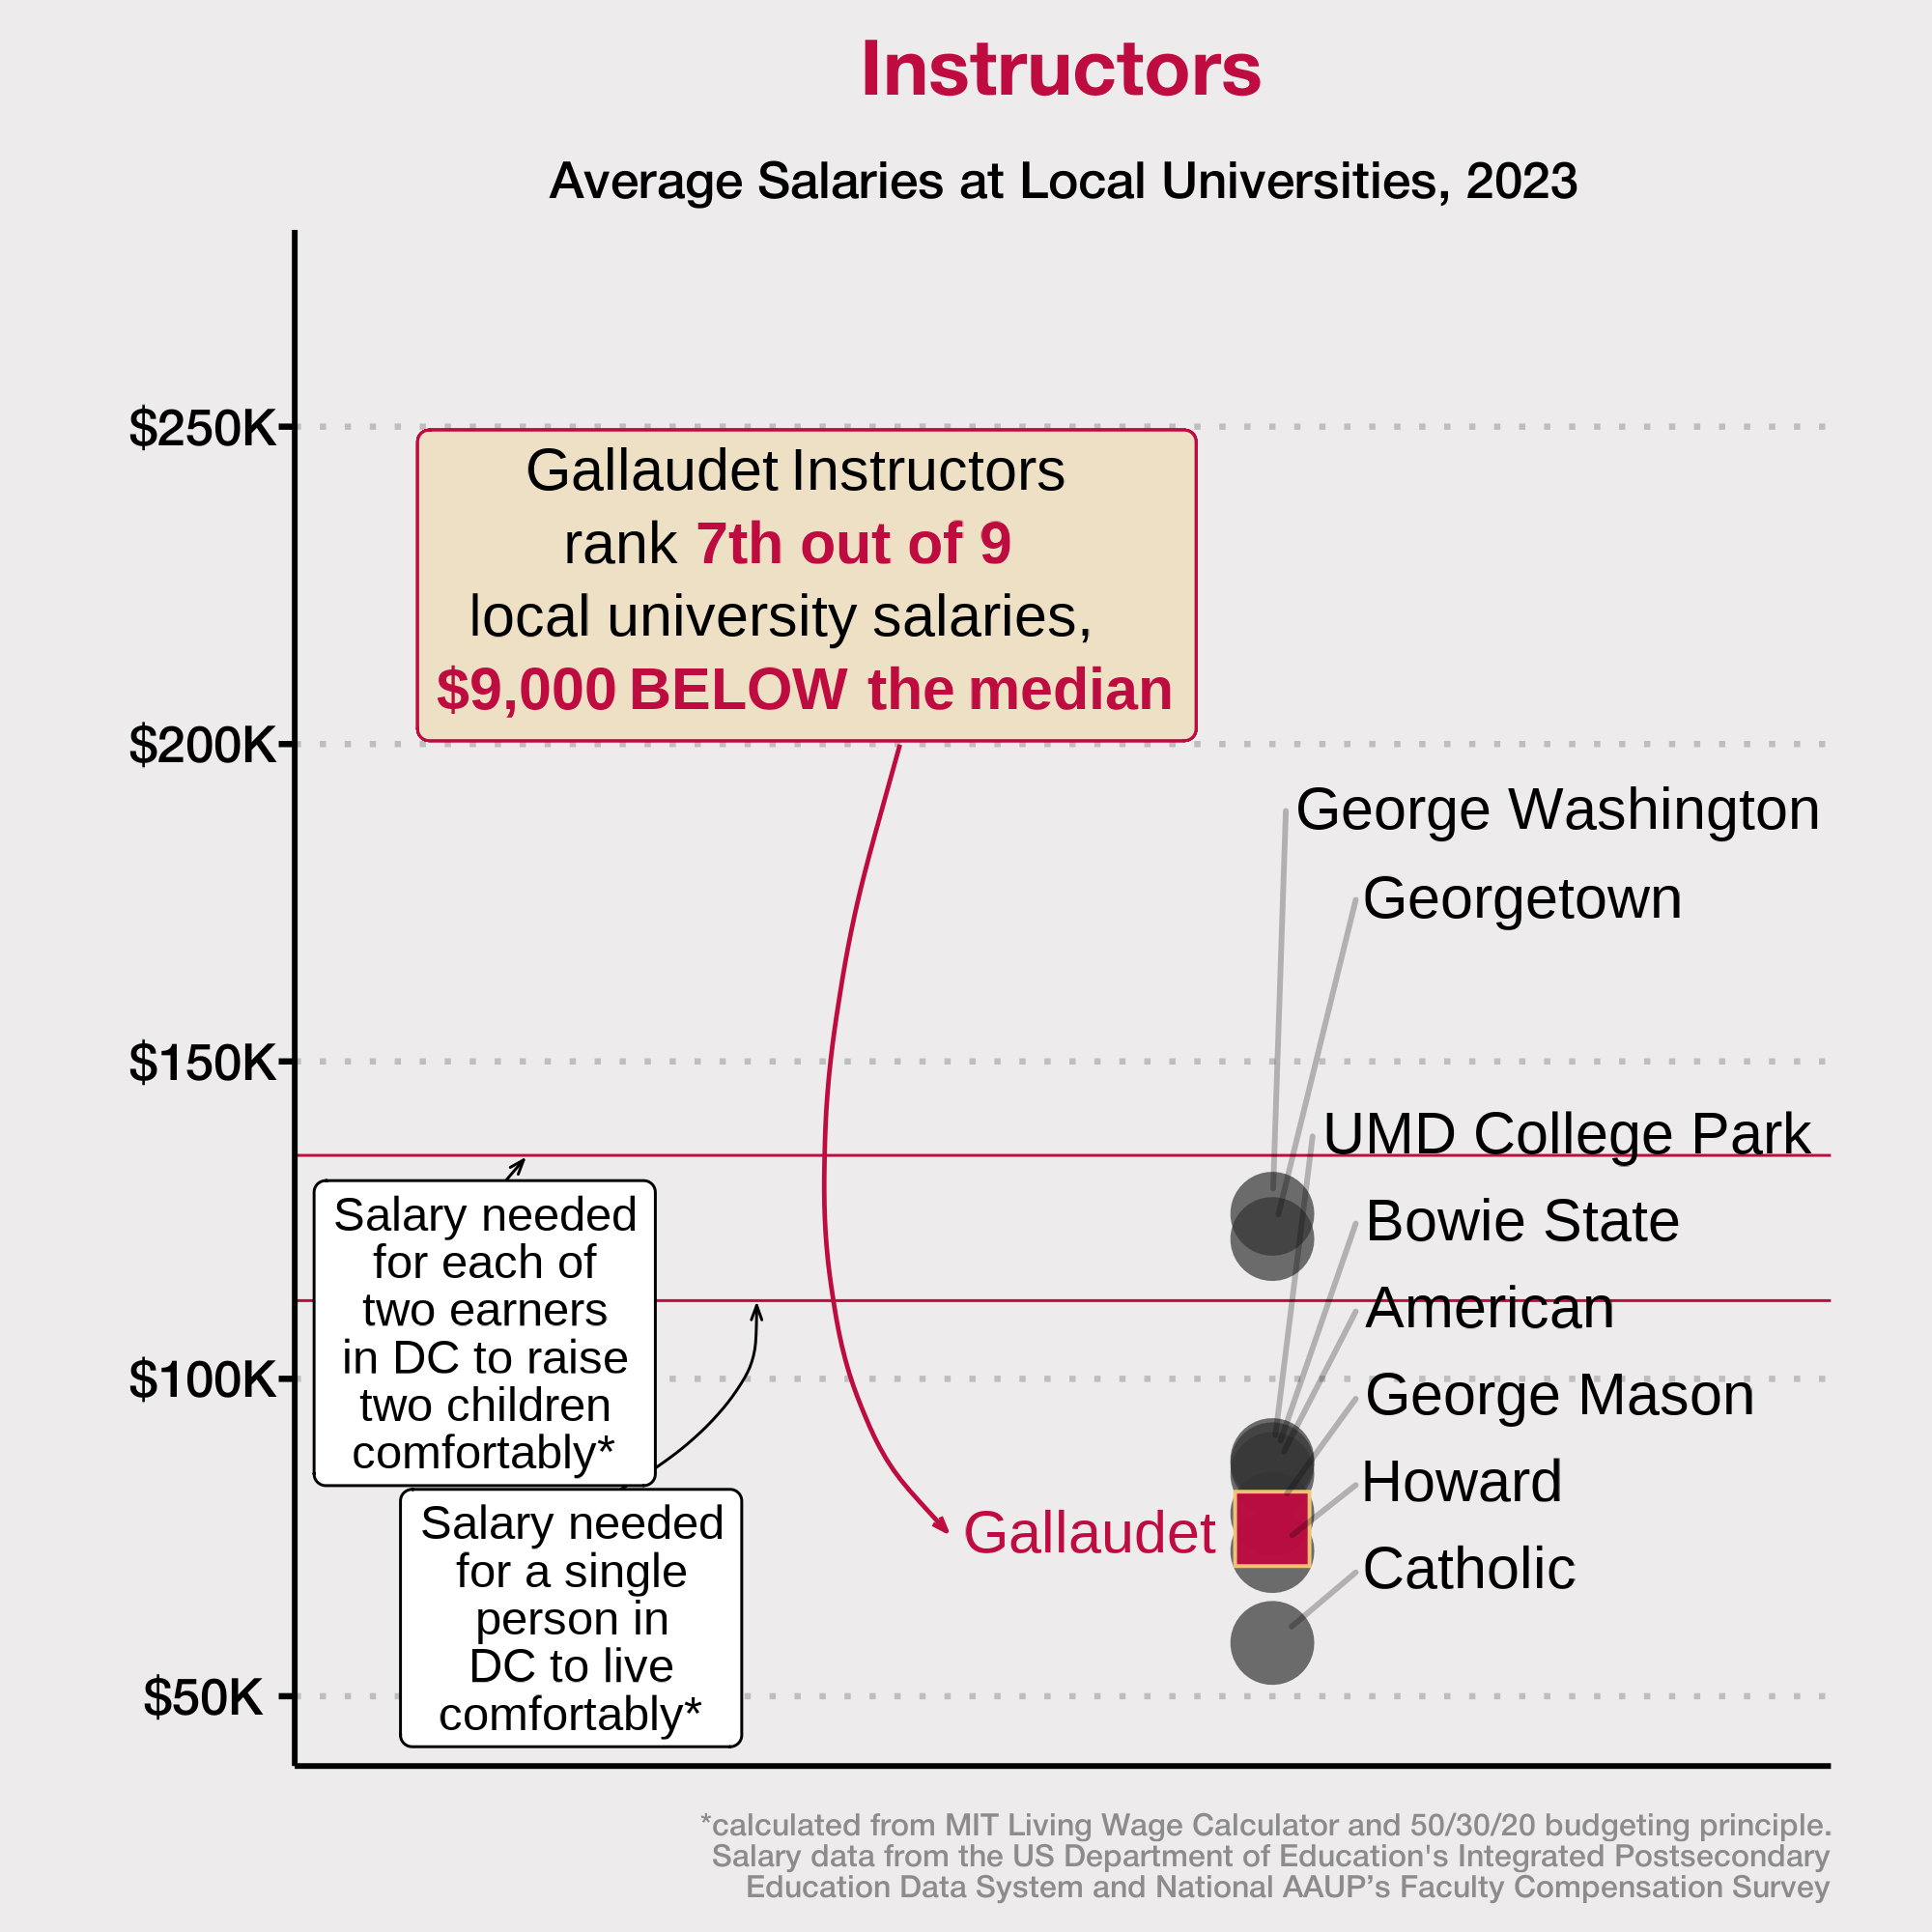 Instructors
Average Salaries at Local Universities, 2023
$250K
Gallaudet Instructors
rank 7th out of 9
local university salaries,
$9,000 BELOW the median
$200K
George Washington
Georgetown
$150K
UMD College Park
Salary needed
for each of
two earners
in DC to raise
two children
comfortably*
Bowie State
American
$100K
George Mason
Howard
Gallaudet
Catholic
Salary needed
for a single
person in
DC to live
comfortably*
$50K
*calculated from MIT Living Wage Calculator and 50/30/20 budgeting principle.
Salary data from the US Department of Education's Integrated Postsecondary
Education Data System and National AAUP’s Faculty Compensation Survey